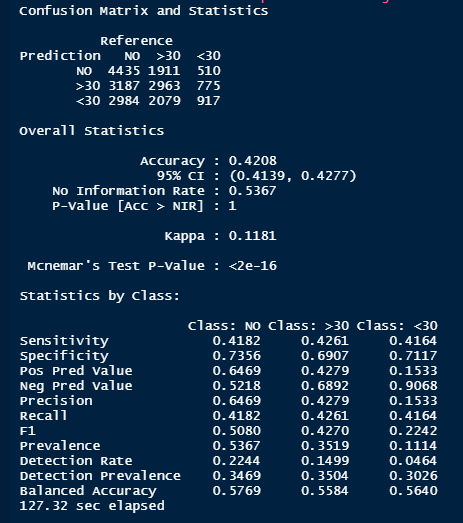 Confusion Matrix and Statistics
Reference
Prediction NO >30 <30
NO 4435 1911 510
>30 3187 2963 775
<30 2984 2079 917
Overall Statistics
Accuracy : 0.4208
95% CI : (0.4139, 0.4277)
No Information Rate : 0.5367
P-Value [Acc > NIR] : 1
Kappa : 0.1181
Mcnemar's Test P-Value : <2e-16
Statistics by Class:
Class: NO Class: >30 Class: <30
Sensitivity 0.4182 0.4261 0.4164
Specificity 0.7356 0.6907 0.7117
Pos Pred Value 0.6469 0.4279 0.1533
Neg Pred Value 0.5218 0.6892 0.9068
Precision 0.6469 0.4279 0.1533
Recall 0.4182 0.4261 0.4164
F1 0.5080 0.4270 0.2242
Prevalence 0.5367 0.3519 0.1114
Detection Rate 0.2244 0.1499 0.0464
Detection Prevalence 0.3469 0.3504 0.3026
Balanced Accuracy 0.5769 0.5584 0.5640
127.32 sec elapsed